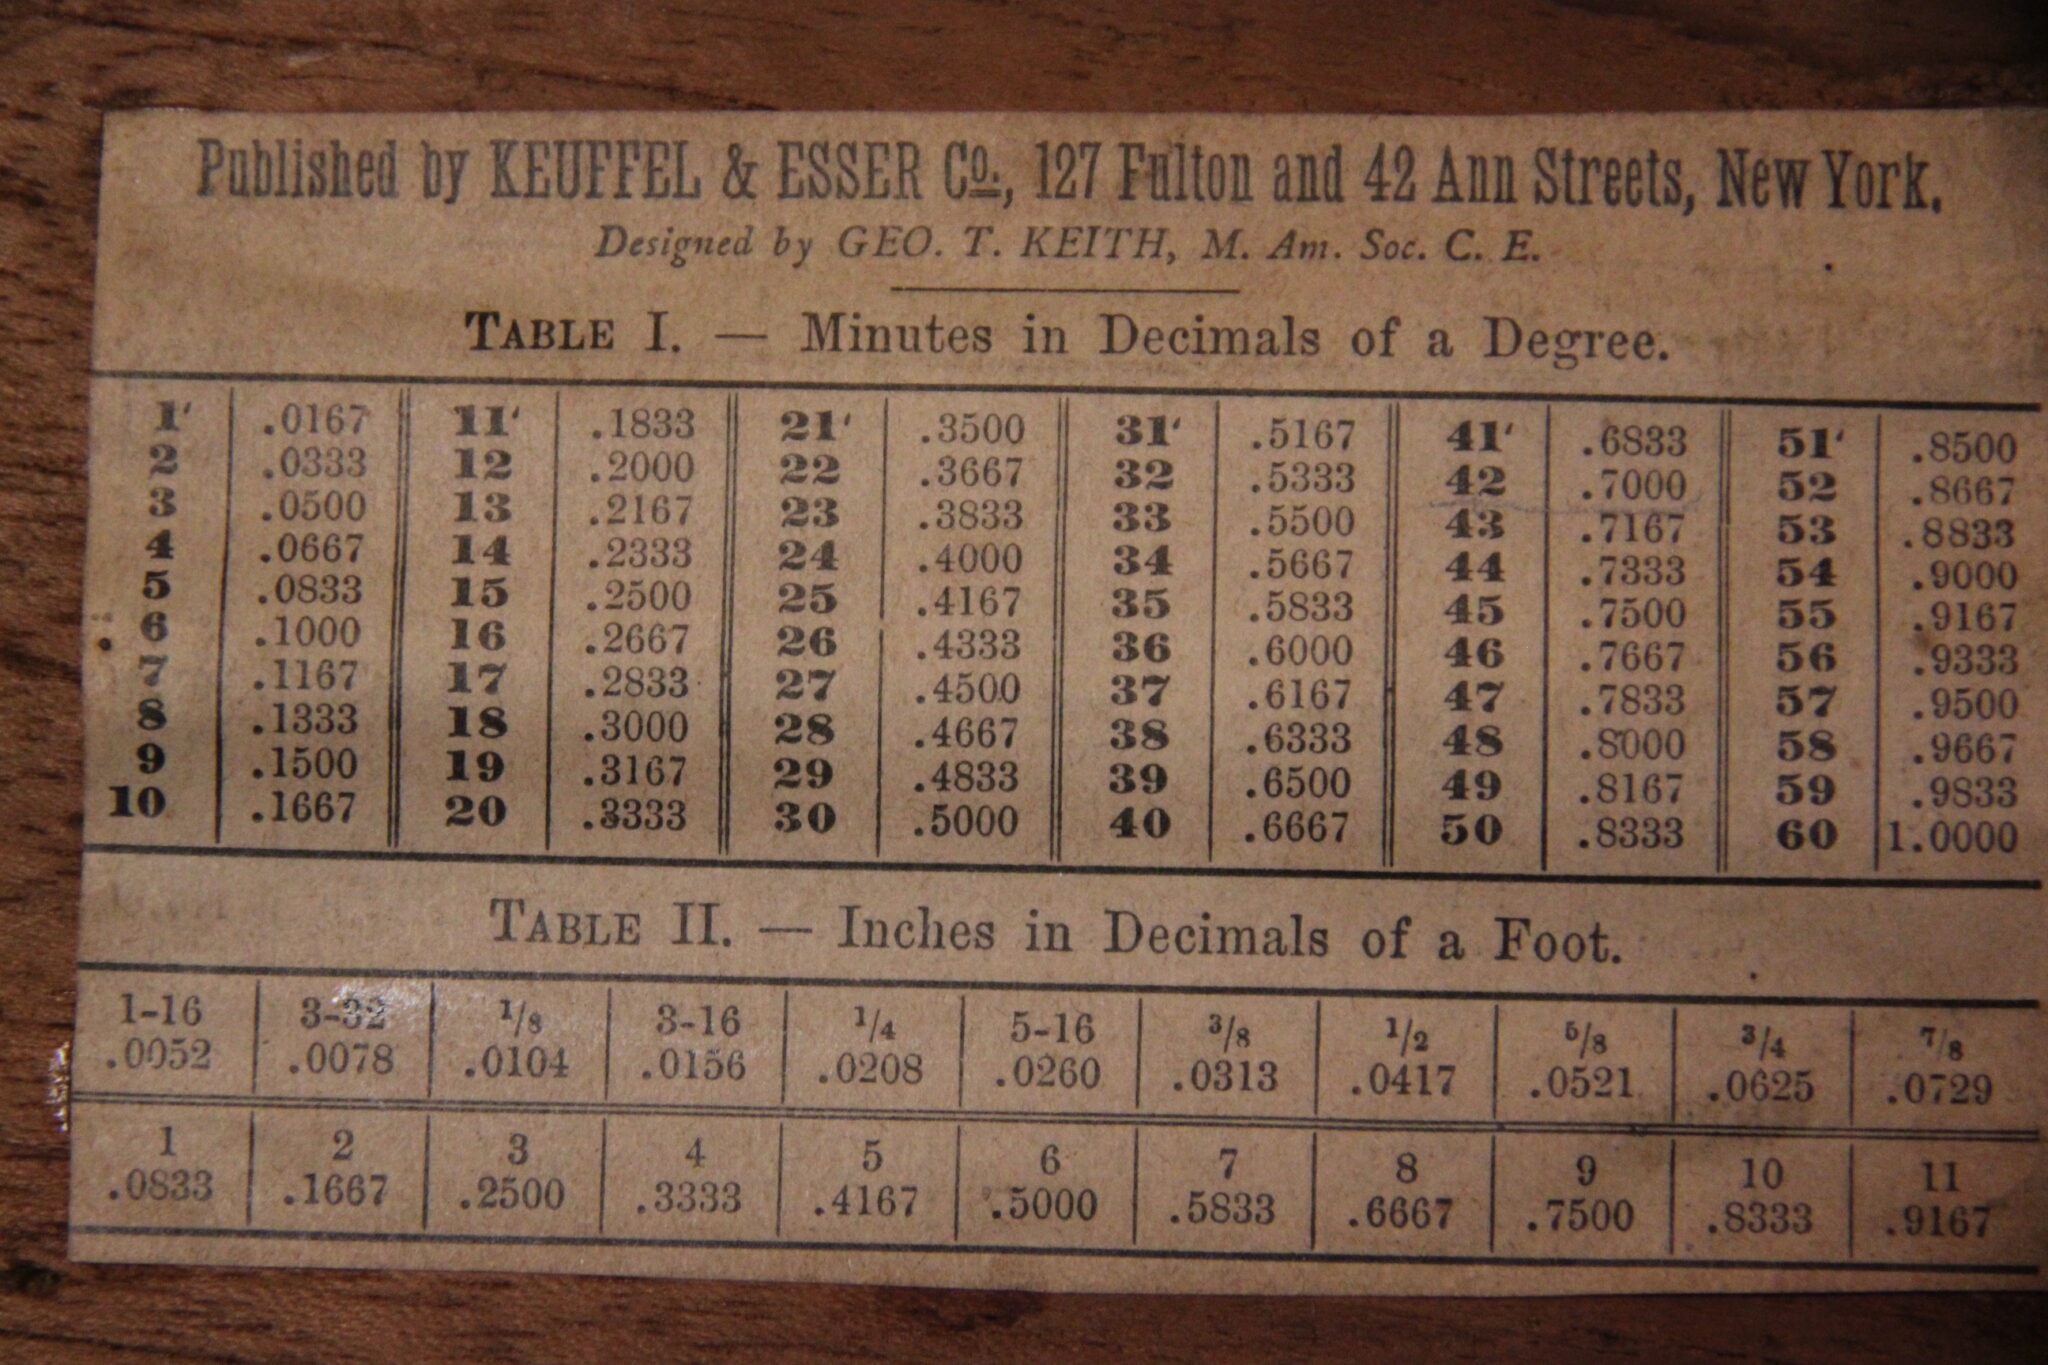 Published by KEUFFEL & ESSER Co., 127 Fulton and 42 Ann Streets, New York.
Designed by GEO. T. KEITH, M. Am. Soc. C. E.
TABLE I. — Minutes in Decimals of a Degree.
1' .0167 11' .1833 21' .3500 31' .5167 41' .6833 51' .8500
2 .0333 12 .2000 22 .3667 32 .5333 42 .7000 52 .8667
3 .0500 13 .2167 23 .3833 33 .5500 43 .7167 53 .8833
4 .0667 14 .2333 24 .4000 34 .5667 44 .7333 54 .9000
5 .0833 15 .2500 25 .4167 35 .5833 45 .7500 55 .9167
6 .1000 16 .2667 26 .4333 36 .6000 46 .7667 56 .9333
7 .1167 17 .2833 27 .4500 37 .6167 47 .7833 57 .9500
8 .1333 18 .3000 28 .4667 38 .6333 48 .8000 58 .9667
9 .1500 19 .3167 29 .4833 39 .6500 49 .8167 59 .9833
10 .1667 20 .3333 30 .5000 40 .6667 50 .8333 60 1.0000
TABLE II. — Inches in Decimals of a Foot.
1-16 3-32 1/8 3-16 1/4 5-16 3/8 1/2 5/8 3/4 7/8
.0052 .0078 .0104 .0156 .0208 .0260 .0313 .0417 .0521 .0625 .0729
1 2 3 4 5 6 7 8 9 10 11
.0833 .1667 .2500 .3333 .4167 .5000 .5833 .6667 .7500 .8333 .9167